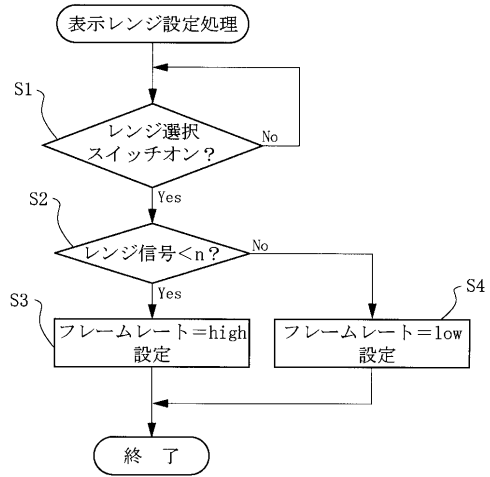 表示レンジ設定処理
S1
レンジ選択
スイッチオン？
No
Yes
S2
レンジ信号＜n？
No
Yes
S3
フレームレート＝high
設定
S4
フレームレート＝low
設定
終 了